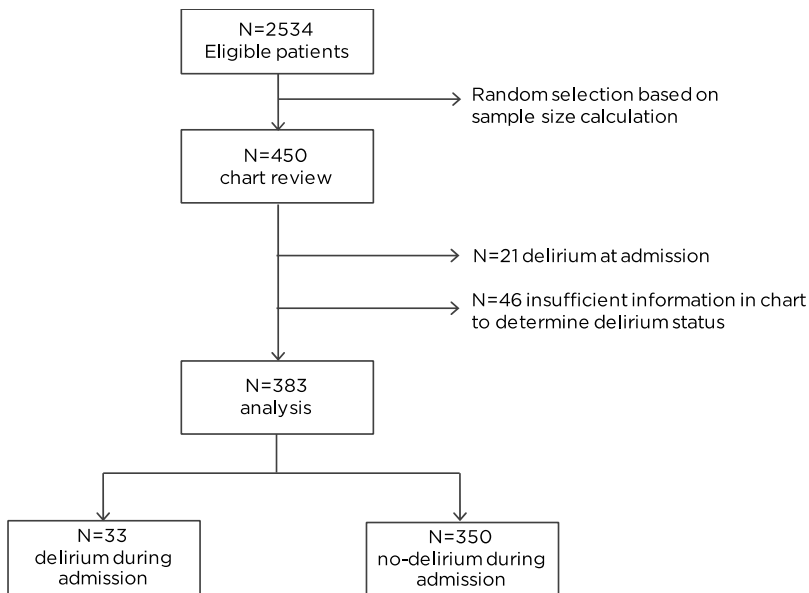 N=2534
Eligible patients
Random selection based on
sample size calculation
N=450
chart review
N=21 delirium at admission
N=46 insufficient information in chart
to determine delirium status
N=383
analysis
N=33
delirium during
admission
N=350
no-delirium during
admission